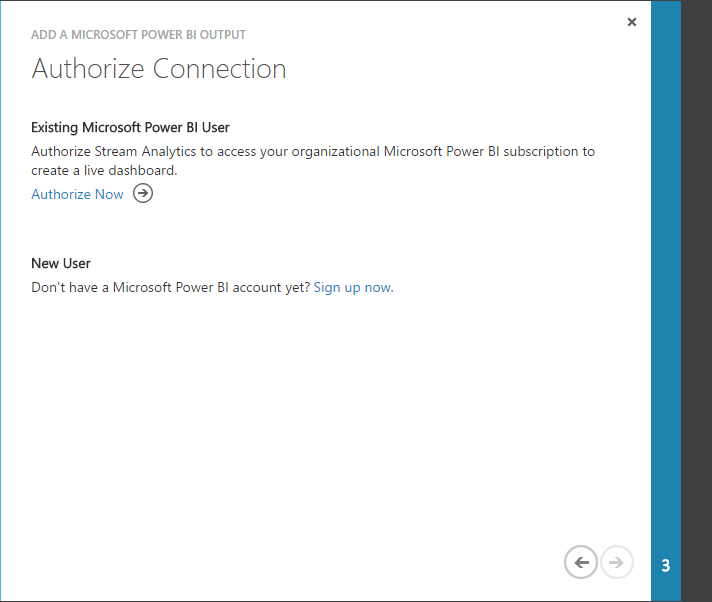 ADD A MICROSOFT POWER BI OUTPUT
Authorize Connection
Existing Microsoft Power BI User
Authorize Stream Analytics to access your organizational Microsoft Power BI subscription to
create a live dashboard.
Authorize Now
New User
Don't have a Microsoft Power BI account yet? Sign up now.
3